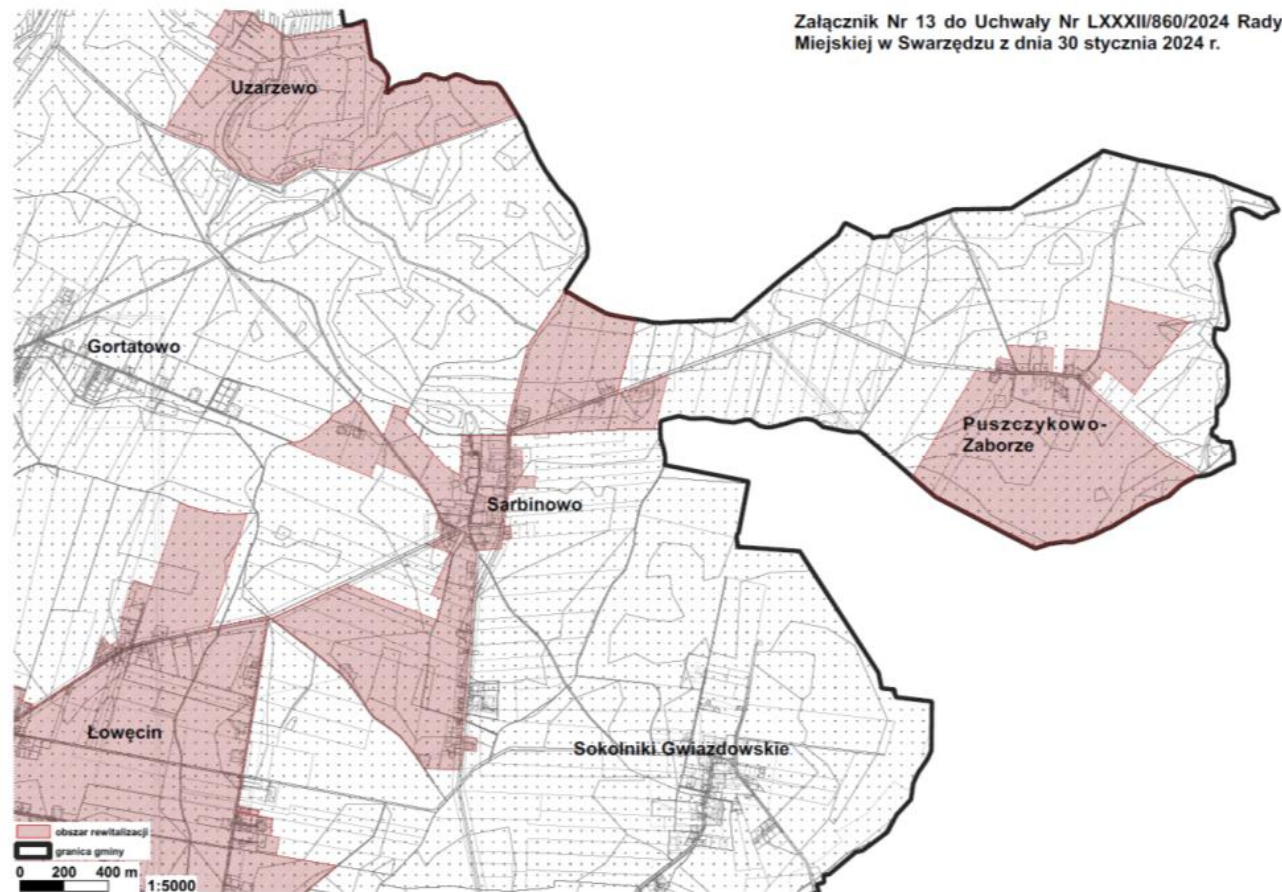 Załącznik Nr 13 do Uchwały Nr LXXXII/860/2024 Rady
Miejskiej w Swarzędzu z dnia 30 stycznia 2024 r.
Uzarzewo
Gortatowo
Puszczykowo-
Zaborze
Sarbinowo
Łowęcin
Sokolniki Gwiazdowskie
obszar rewitalizacji
granica gminy
0 200 400 m
1:5000